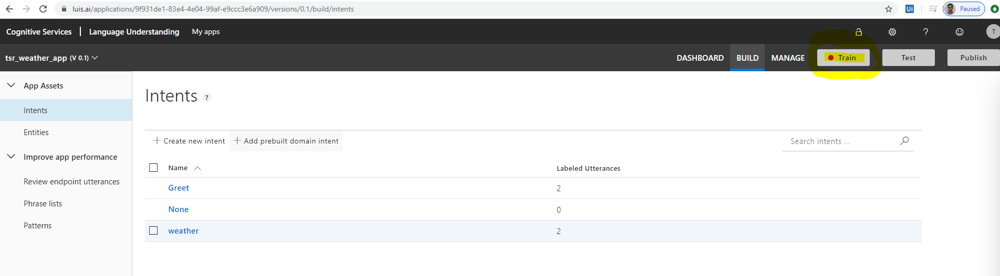 luis.ai/applications/9f931de1-83e4-4e04-99af-e9ccc3e6a909/versions/0.1/build/intents
Ui
Paused
Cognitive Services
Language Understanding
My apps
?
T
tsr_weather_app (V 0.1)
DASHBOARD
BUILD
MANAGE
Train
Test
Publish
App Assets
Intents
Entities
Improve app performance
Review endpoint utterances
Phrase lists
Patterns
Intents ?
+ Create new intent
+ Add prebuilt domain intent
Search intents ...
Name
Labeled Utterances
Greet 2
None 0
weather 2